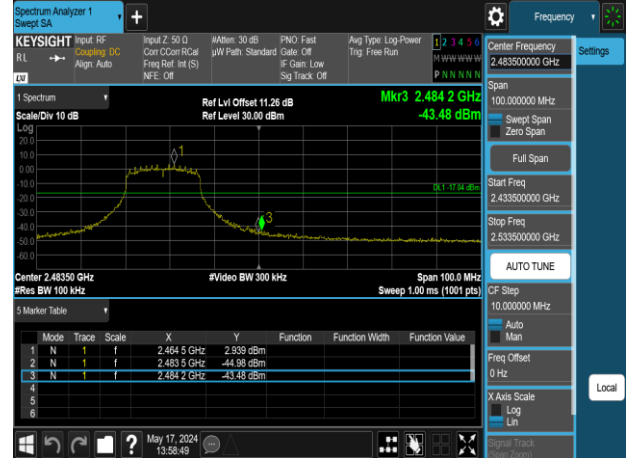 Spectrum Analyzer 1
Swept SA
Frequency
KEYSIGHT
RL
LXI
Input: RF
Coupling: DC
Align: Auto
Input Z: 50 Ω
Corr CCorr RCal
Freq Ref: Int (S)
NFE: Off
#Atten: 30 dB
µW Path: Standard
PNO: Fast
Gate: Off
IF Gain: Low
Sig Track: Off
Avg Type: Log-Power
Trig: Free Run
1 2 3 4 5 6
M W W W W W
P N N N N N
1 Spectrum
Scale/Div 10 dB
Ref Lvl Offset 11.26 dB
Ref Level 30.00 dBm
Mkr3 2.484 2 GHz
-43.48 dBm
Log
20.0
10.0
0.00
-10.0
-20.0
-30.0
-40.0
-50.0
-60.0
1
3
DL1 -17.04 dBm
Center 2.48350 GHz
#Res BW 100 kHz
#Video BW 300 kHz
Span 100.0 MHz
Sweep 1.00 ms (1001 pts)
5 Marker Table
Mode Trace Scale X Y Function Function Width Function Value
1 N 1 f 2.464 5 GHz 2.939 dBm
2 N 1 f 2.483 5 GHz -44.98 dBm
3 N 1 f 2.484 2 GHz -43.48 dBm
4
5
6
May 17, 2024
13:58:49
Center Frequency
2.483500000 GHz
Span
100.000000 MHz
Swept Span
Zero Span
Full Span
Start Freq
2.433500000 GHz
Stop Freq
2.533500000 GHz
AUTO TUNE
CF Step
10.000000 MHz
Auto
Man
Freq Offset
0 Hz
X Axis Scale
Log
Lin
Signal Track
(Span Zoom)
Settings
Local